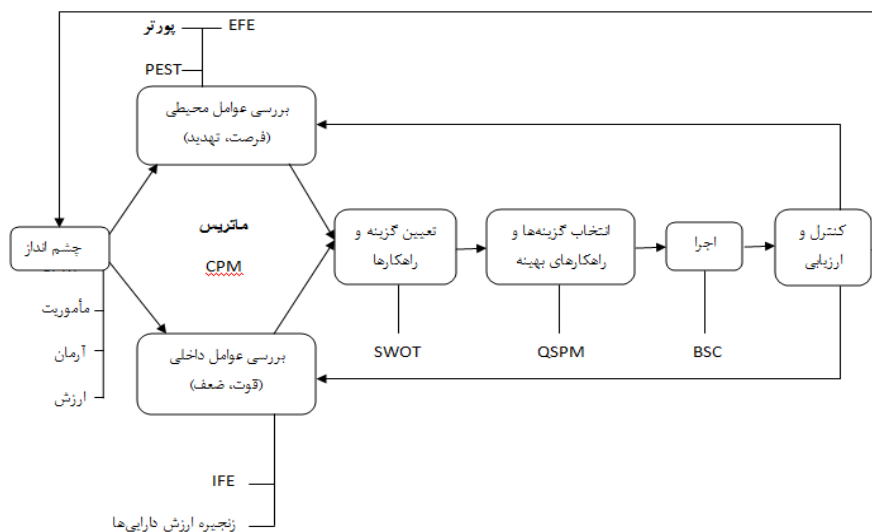 پورتر
EFE
PEST
بررسی عوامل محیطی
(فرصت، تهدید)
چشم انداز
مأموریت
آرمان
ارزش
ماتریس
CPM
تعیین گزینه و
راهکارها
SWOT
انتخاب گزینه‌ها و
راهکارهای بهینه
QSPM
اجرا
BSC
کنترل و
ارزیابی
بررسی عوامل داخلی
(قوت، ضعف)
IFE
زنجیره ارزش دارایی‌ها